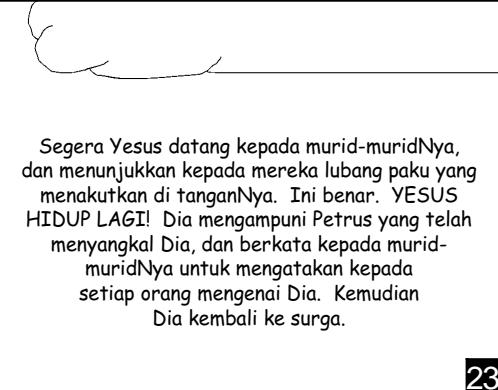 Segera Yesus datang kepada murid-muridNya,
dan menunjukkan kepada mereka lubang paku yang
menakutkan di tanganNya.  Ini benar.  YESUS
HIDUP LAGI!  Dia mengampuni Petrus yang telah
menyangkal Dia, dan berkata kepada murid-
muridNya untuk mengatakan kepada
setiap orang mengenai Dia.  Kemudian
Dia kembali ke surga.
23